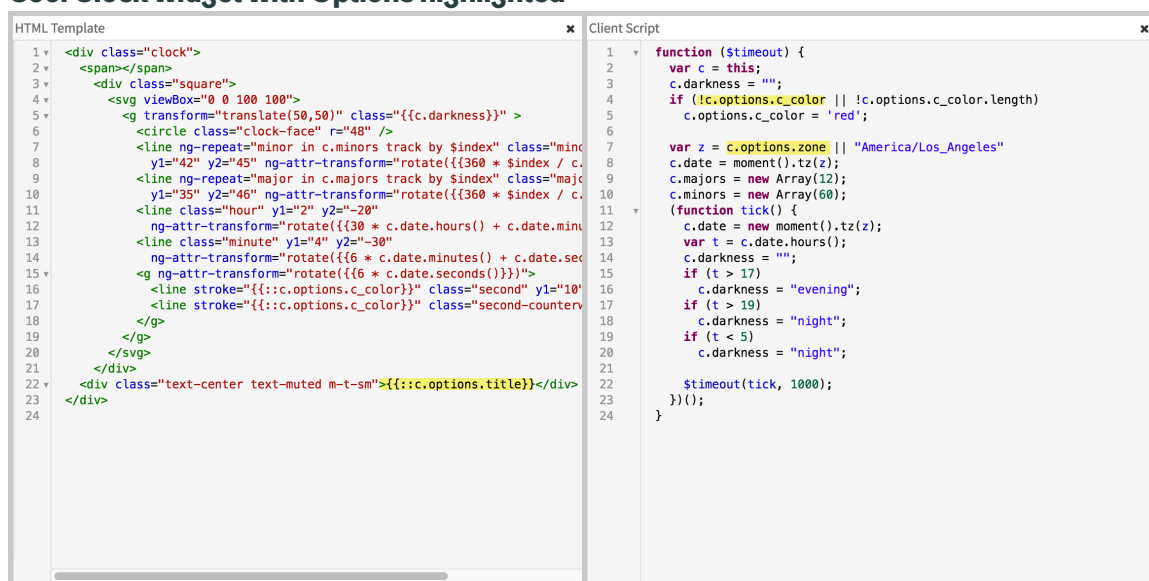 Cool Clock Widget with Options highlighted
HTML Template
1 <div class="clock">
2 <span></span>
3 <div class="square">
4 <svg viewBox="0 0 100 100">
5 <g transform="translate(50,50)" class="{{c.darkness}}" >
6 <circle class="clock-face" r="48" />
7 <line ng-repeat="minor in c.minors track by $index" class="mino
8 y1="42" y2="45" ng-attr-transform="rotate({{360 * $index / c.
9 <line ng-repeat="major in c.majors track by $index" class="majo
10 y1="35" y2="46" ng-attr-transform="rotate({{360 * $index / c.
11 <line class="hour" y1="2" y2="-20"
12 ng-attr-transform="rotate({{30 * c.date.hours() + c.date.minu
13 <line class="minute" y1="4" y2="-30"
14 ng-attr-transform="rotate({{6 * c.date.minutes() + c.date.sec
15 <g ng-attr-transform="rotate({{6 * c.date.seconds()}})">
16 <line stroke="{{::c.options.c_color}}" class="second" y1="10"
17 <line stroke="{{::c.options.c_color}}" class="second-counterw
18 </g>
19 </g>
20 </svg>
21 </div>
22 <div class="text-center text-muted m-t-sm">{{::c.options.title}}</div>
23 </div>
24
Client Script
1 function ($timeout) {
2 var c = this;
3 c.darkness = "";
4 if (!c.options.c_color || !c.options.c_color.length)
5 c.options.c_color = 'red';
6
7 var z = c.options.zone || "America/Los_Angeles"
8 c.date = moment().tz(z);
9 c.majors = new Array(12);
10 c.minors = new Array(60);
11 (function tick() {
12 c.date = new moment().tz(z);
13 var t = c.date.hours();
14 c.darkness = "";
15 if (t > 17)
16 c.darkness = "evening";
17 if (t > 19)
18 c.darkness = "night";
19 if (t < 5)
20 c.darkness = "night";
21
22 $timeout(tick, 1000);
23 })();
24 }